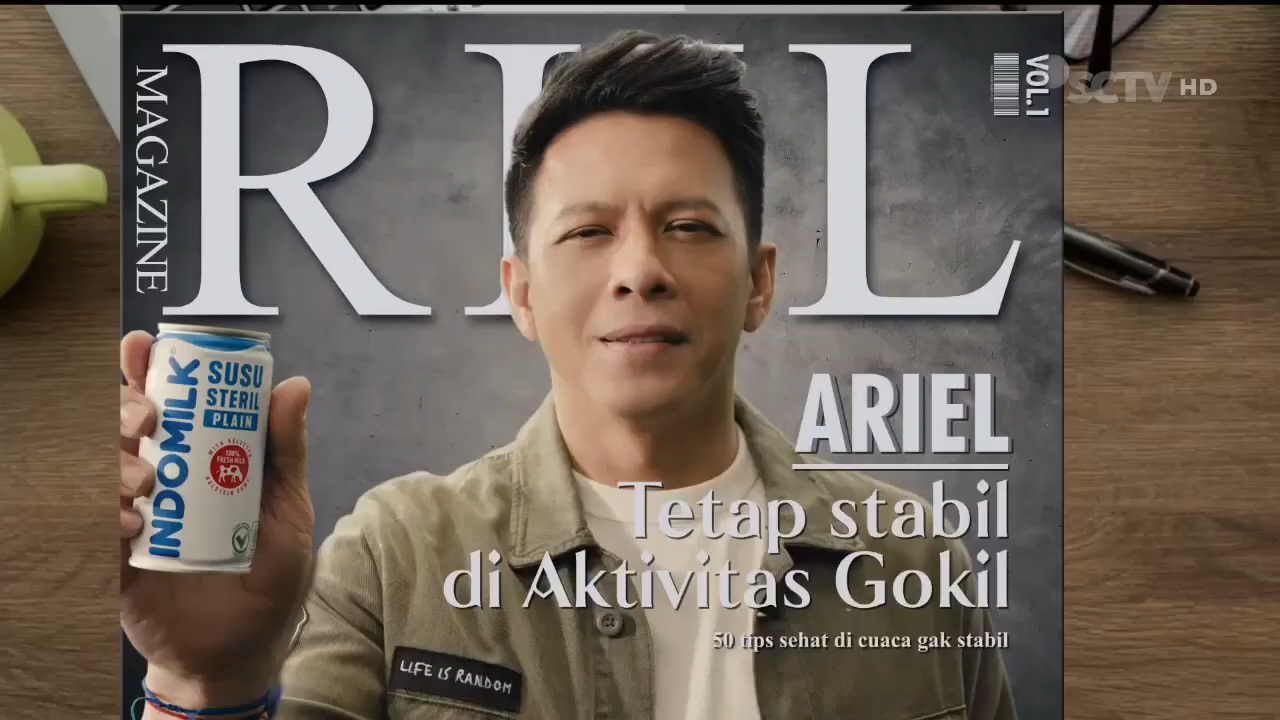 RIIL
MAGAZINE
VOL.1
SCTV HD
INDOMILK
SUSU
STERIL
PLAIN
100%
FRESH MILK
ARIEL
Tetap stabil
di Aktivitas Gokil
50 tips sehat di cuaca gak stabil
LIFE IS RANDOM